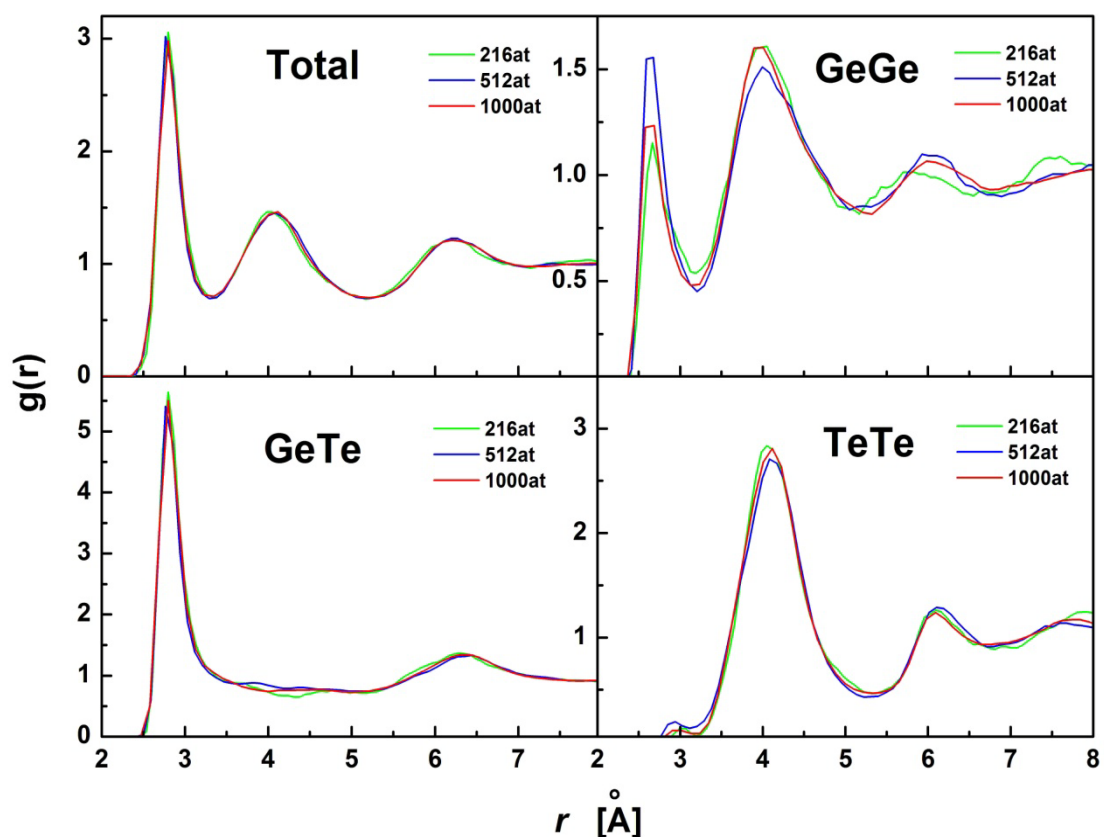 Total
216at
512at
1000at
3
2
1
0
GeGe
216at
512at
1000at
1.5
1.0
0.5
g(r)
GeTe
216at
512at
1000at
5
4
3
2
1
0
TeTe
216at
512at
1000at
3
2
1
2 3 4 5 6 7 2 3 4 5 6 7 8
r [Å]